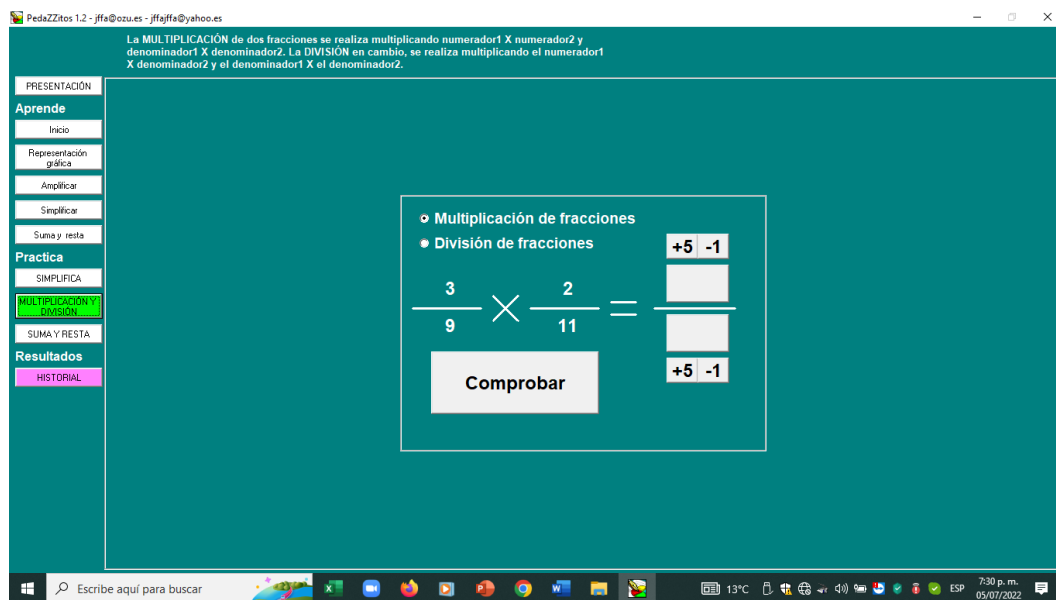 PedaZZitos 1.2 - jffa@ozu.es - jffajffa@yahoo.es
La MULTIPLICACIÓN de dos fracciones se realiza multiplicando numerador1 X numerador2 y
denominador1 X denominador2. La DIVISIÓN en cambio, se realiza multiplicando el numerador1
X denominador2 y el denominador1 X el denominador2.
PRESENTACIÓN
Aprende
Inicio
Representación
gráfica
Amplificar
Simplificar
Suma y resta
Practica
SIMPLIFICA
MULTIPLICACIÓN Y
DIVISIÓN
SUMA Y RESTA
Resultados
HISTORIAL
Multiplicación de fracciones
División de fracciones
+5 -1
3 2
× =
9 11
+5 -1
Comprobar
Escribe aquí para buscar
13°C
ESP
7:30 p. m.
05/07/2022